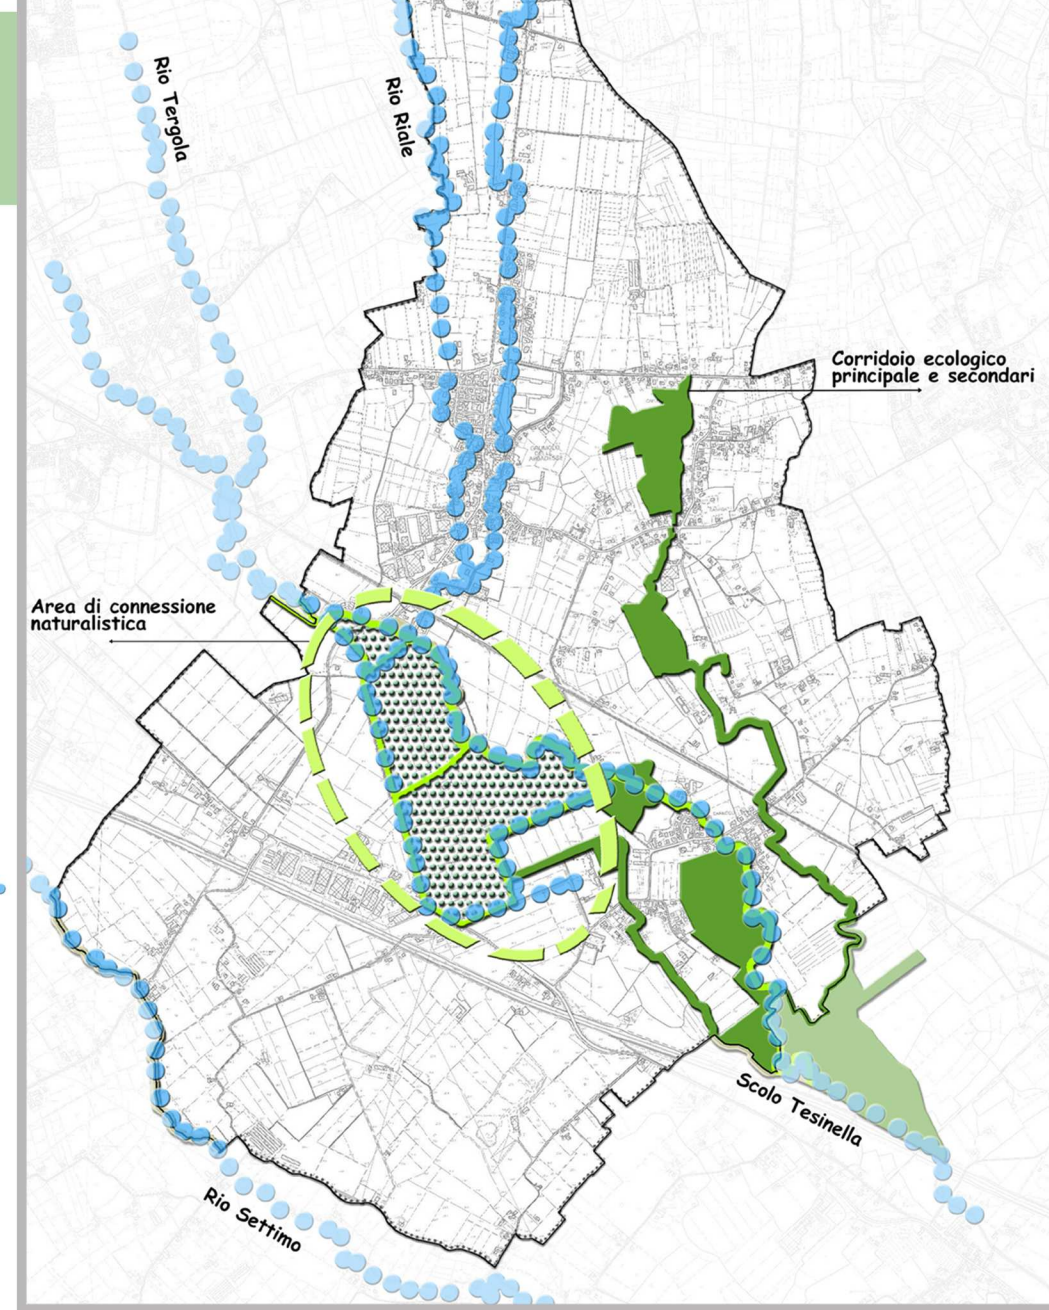 Rio Tergola
Rio Riale
Corridoio ecologico
principale e secondari
Area di connessione
naturalistica
Scolo Tesinella
Rio Settimo